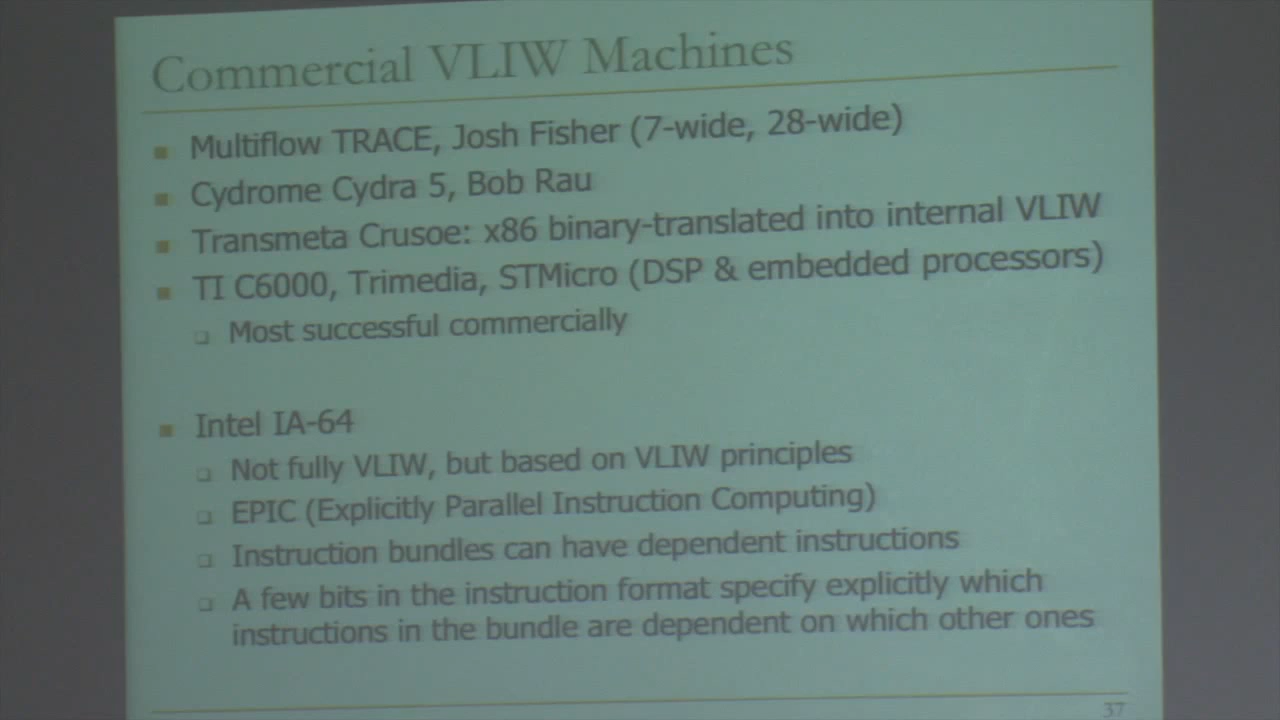 Commercial VLIW Machines
Multiflow TRACE, Josh Fisher (7-wide, 28-wide)
Cydrome Cydra 5, Bob Rau
Transmeta Crusoe: x86 binary-translated into internal VLIW
TI C6000, Trimedia, STMicro (DSP & embedded processors)
Most successful commercially
Intel IA-64
Not fully VLIW, but based on VLIW principles
EPIC (Explicitly Parallel Instruction Computing)
Instruction bundles can have dependent instructions
A few bits in the instruction format specify explicitly which
instructions in the bundle are dependent on which other ones
37